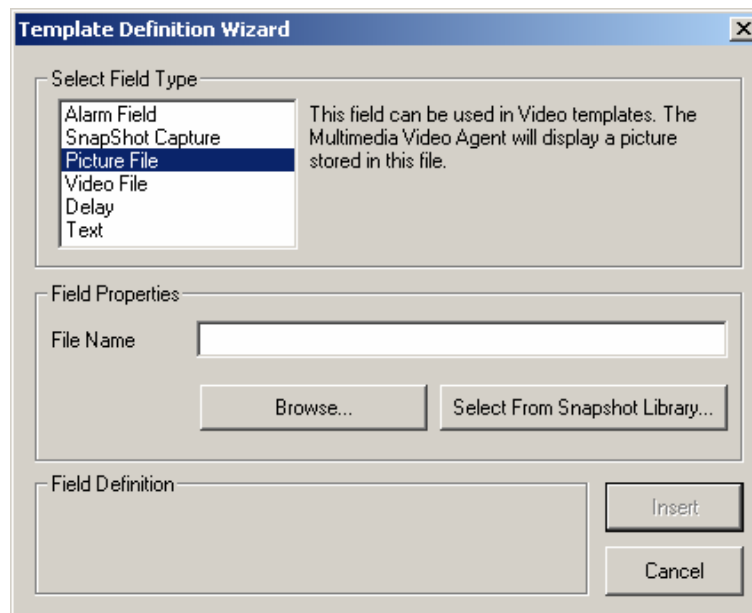 Template Definition Wizard
Select Field Type
Alarm Field
SnapShot Capture
Picture File
Video File
Delay
Text
This field can be used in Video templates. The
Multimedia Video Agent will display a picture
stored in this file.
Field Properties
File Name
Browse...
Select From Snapshot Library...
Field Definition
Insert
Cancel